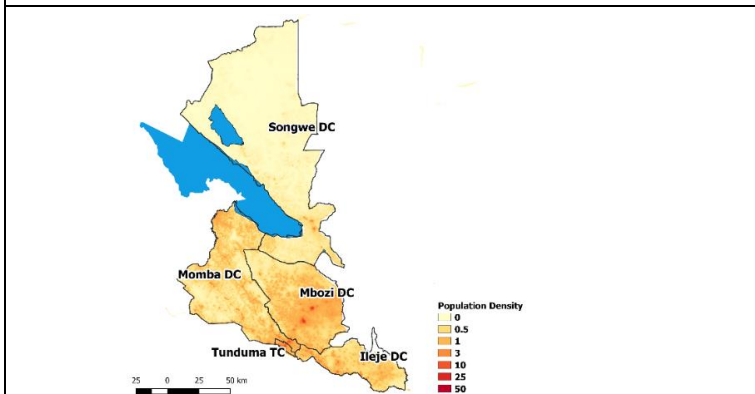 Songwe DC
Momba DC
Mbozi DC
Tunduma TC
Ileje DC
Population Density
0
0.5
1
3
10
25
50
25 0 25 50 km